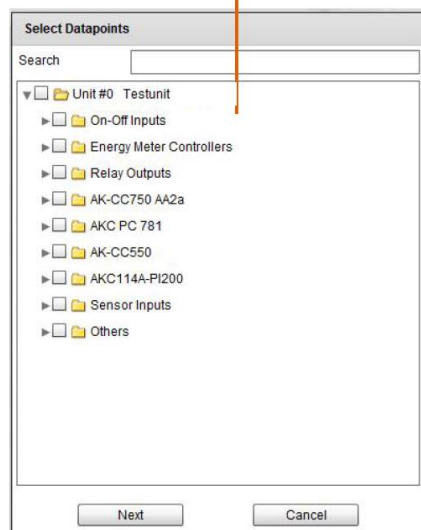 Select Datapoints
Search
Unit #0 Testunit
On-Off Inputs
Energy Meter Controllers
Relay Outputs
AK-CC750 AA2a
AKC PC 781
AK-CC550
AKC114A-PI200
Sensor Inputs
Others
Next Cancel